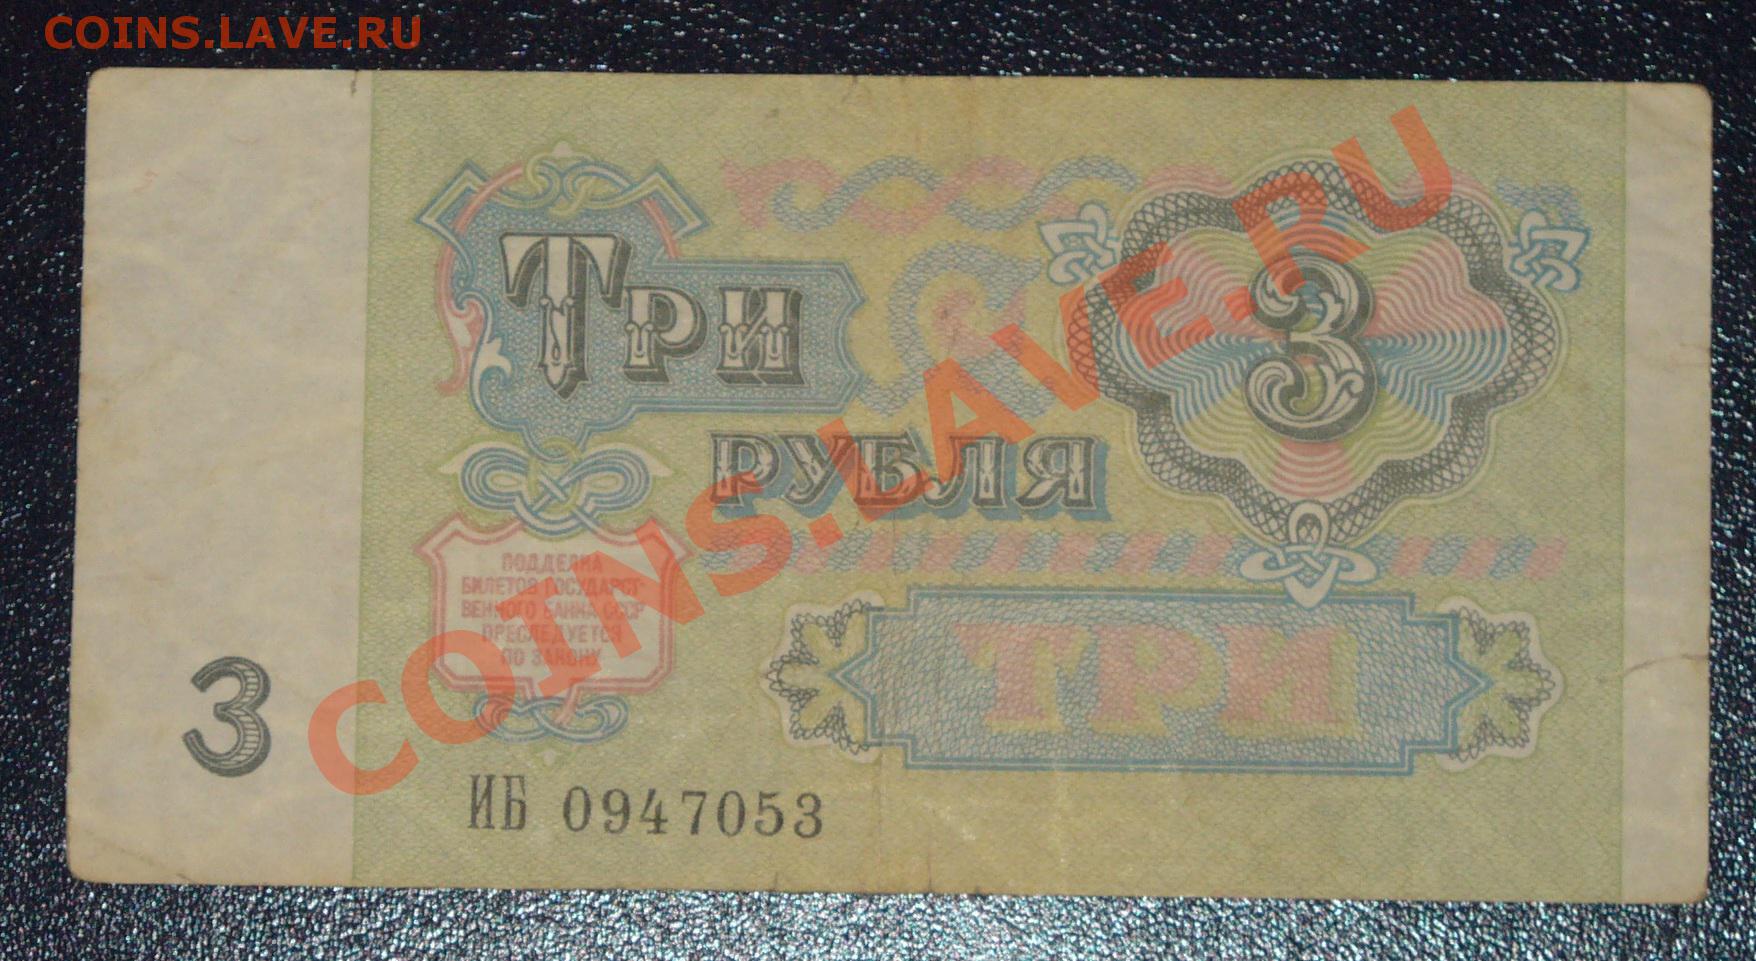 COINS.LAVE.RU
Три
3
РУБЛЯ
ПОДДЕЛКА
БИЛЕТОВ ГОСУДАРСТ-
ВЕННОГО БАНКА СССР
ПРЕСЛЕДУЕТСЯ
ПО ЗАКОНУ
ТРИ
3
ИБ 0947053
COINS.LAVE.RU